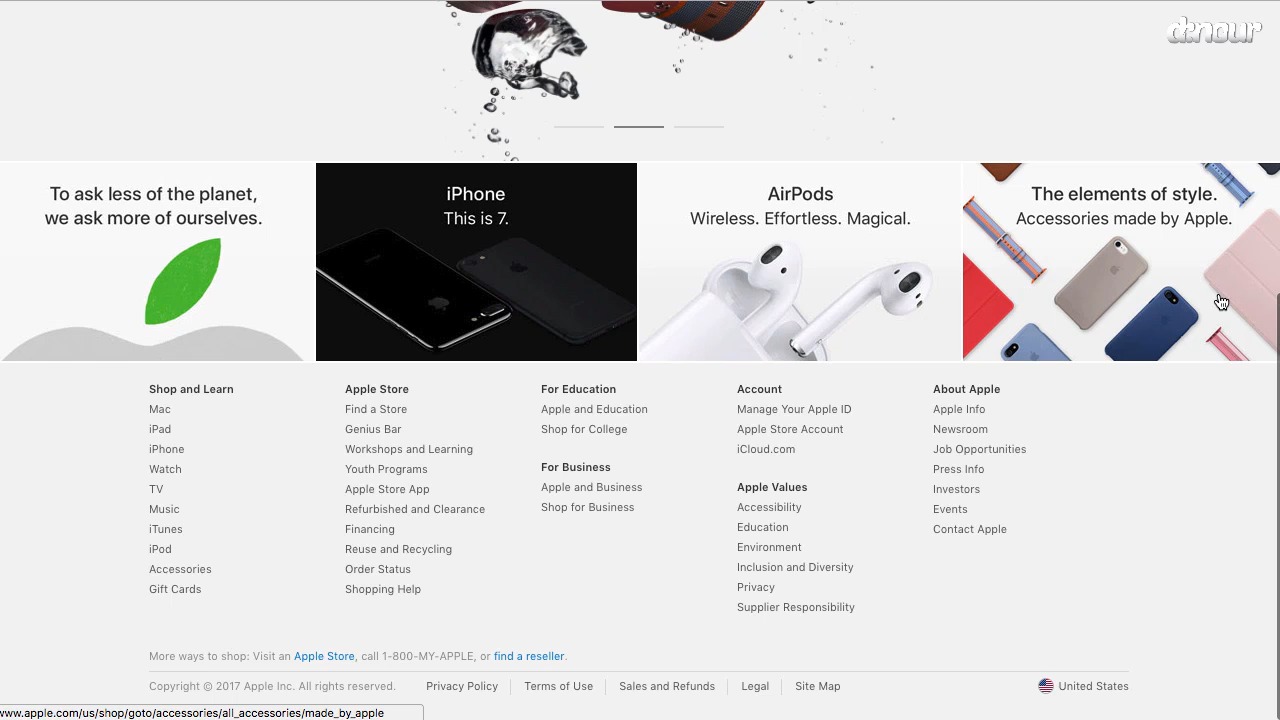 dnour
To ask less of the planet,
we ask more of ourselves.
iPhone
This is 7.
AirPods
Wireless. Effortless. Magical.
The elements of style.
Accessories made by Apple.
Shop and Learn
Mac
iPad
iPhone
Watch
TV
Music
iTunes
iPod
Accessories
Gift Cards
Apple Store
Find a Store
Genius Bar
Workshops and Learning
Youth Programs
Apple Store App
Refurbished and Clearance
Financing
Reuse and Recycling
Order Status
Shopping Help
For Education
Apple and Education
Shop for College
For Business
Apple and Business
Shop for Business
Account
Manage Your Apple ID
Apple Store Account
iCloud.com
Apple Values
Accessibility
Education
Environment
Inclusion and Diversity
Privacy
Supplier Responsibility
About Apple
Apple Info
Newsroom
Job Opportunities
Press Info
Investors
Events
Contact Apple
More ways to shop: Visit an Apple Store, call 1-800-MY-APPLE, or find a reseller.
Copyright © 2017 Apple Inc. All rights reserved. Privacy Policy Terms of Use Sales and Refunds Legal Site Map United States
www.apple.com/us/shop/goto/accessories/all_accessories/made_by_apple